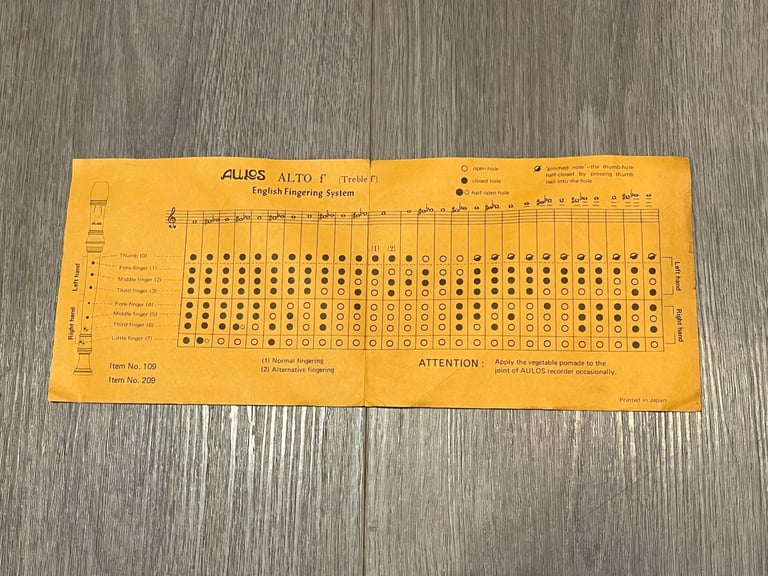 AULOS ALTO f (Treble f)
English Fingering System
open hole
closed hole
half open hole
'pinched note'—the thumb-hole
half-closed by pressing thumb
nail into the hole
AULOS
(1) (2)
Left hand
Right hand
Thumb (0)
Fore-finger (1)
Middle finger (2)
Third finger (3)
Fore-finger (4)
Middle finger (5)
Third finger (6)
Little finger (7)
Left hand
Right hand
Item No. 109
Item No. 209
(1) Normal fingering
(2) Alternative fingering
ATTENTION: Apply the vegetable pomade to the
joint of AULOS recorder occasionally.
Printed in Japan